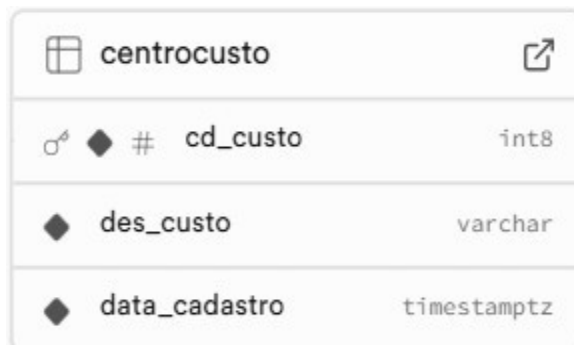 centrocusto
# cd_custo int8
des_custo varchar
data_cadastro timestamptz